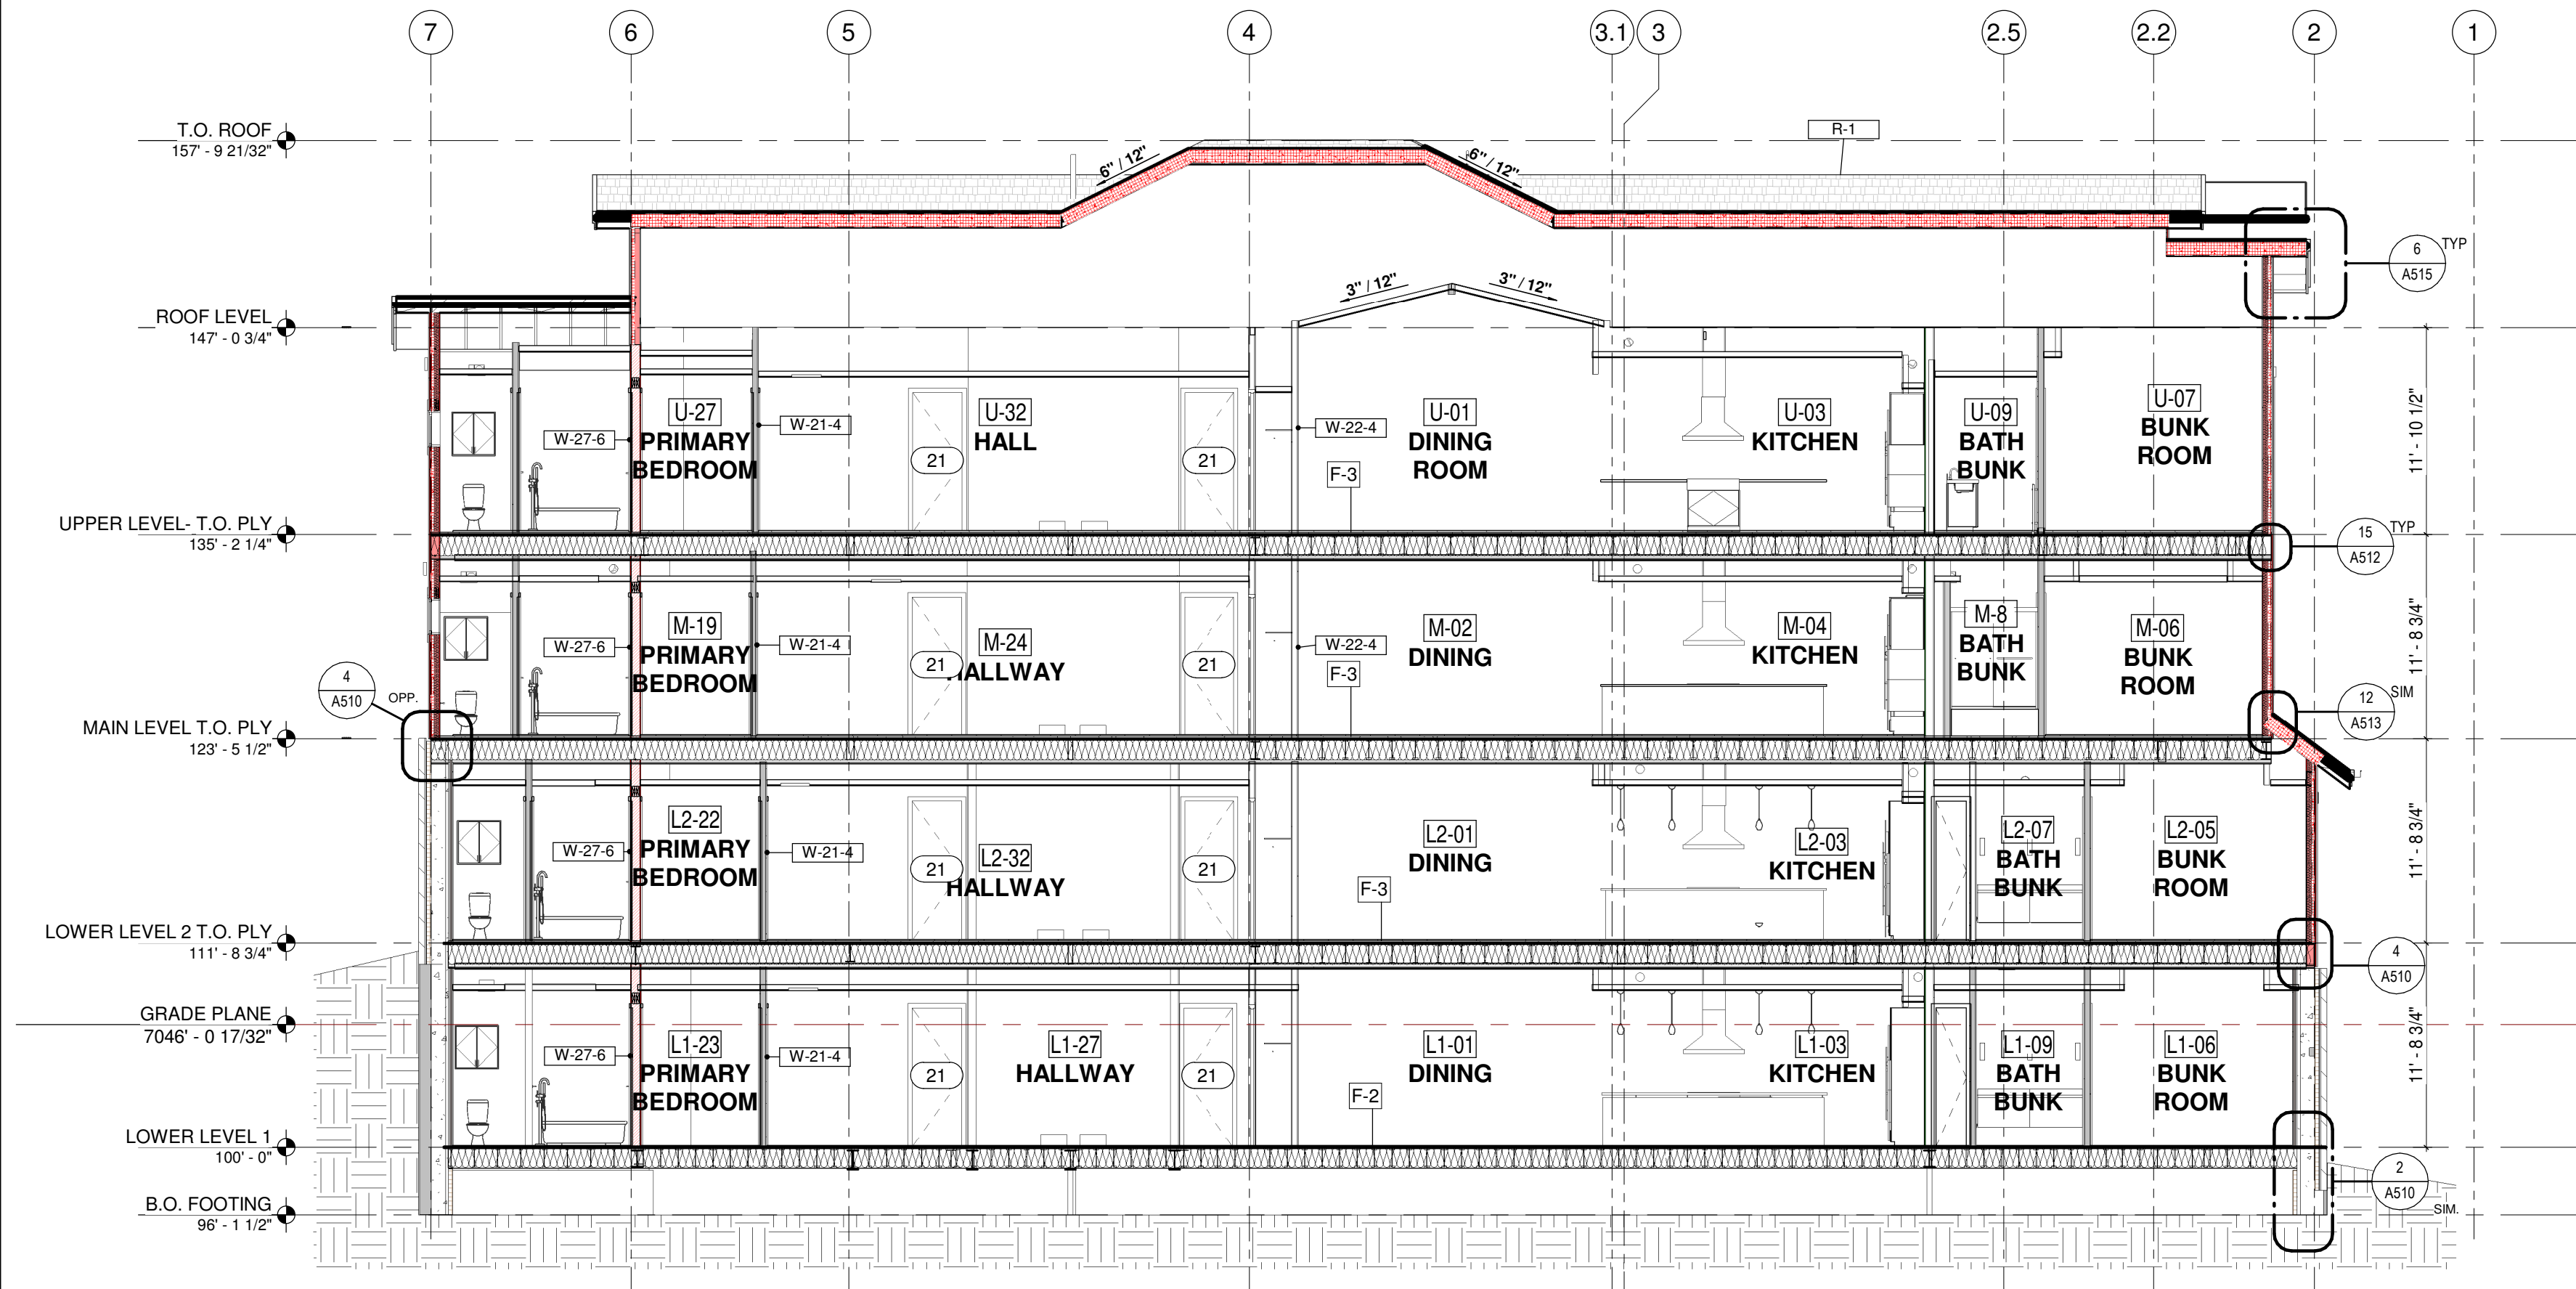 7
6
5
4
3.1
3
2.5
2.2
2
1
T.O. ROOF
157' - 9 21/32"
6" / 12"
6" / 12"
R-1
6
A515
TYP
ROOF LEVEL
147' - 0 3/4"
3" / 12"
3" / 12"
U-27
PRIMARY
BEDROOM
W-27-6
W-21-4
U-32
HALL
21
21
W-22-4
F-3
U-01
DINING
ROOM
U-03
KITCHEN
U-09
BATH
BUNK
U-07
BUNK
ROOM
11' - 10 1/2"
UPPER LEVEL- T.O. PLY
135' - 2 1/4"
15
A512
TYP
W-27-6
M-19
PRIMARY
BEDROOM
W-21-4
M-24
HALLWAY
21
21
W-22-4
F-3
M-02
DINING
M-04
KITCHEN
M-8
BATH
BUNK
M-06
BUNK
ROOM
11' - 8 3/4"
4
A510
OPP.
12
A513
SIM
MAIN LEVEL T.O. PLY
123' - 5 1/2"
W-27-6
L2-22
PRIMARY
BEDROOM
W-21-4
L2-32
HALLWAY
21
21
F-3
L2-01
DINING
L2-03
KITCHEN
L2-07
BATH
BUNK
L2-05
BUNK
ROOM
11' - 8 3/4"
LOWER LEVEL 2 T.O. PLY
111' - 8 3/4"
4
A510
GRADE PLANE
7046' - 0 17/32"
W-27-6
L1-23
PRIMARY
BEDROOM
W-21-4
L1-27
HALLWAY
21
21
F-2
L1-01
DINING
L1-03
KITCHEN
L1-09
BATH
BUNK
L1-06
BUNK
ROOM
11' - 8 3/4"
LOWER LEVEL 1
100' - 0"
2
A510
SIM.
B.O. FOOTING
96' - 1 1/2"